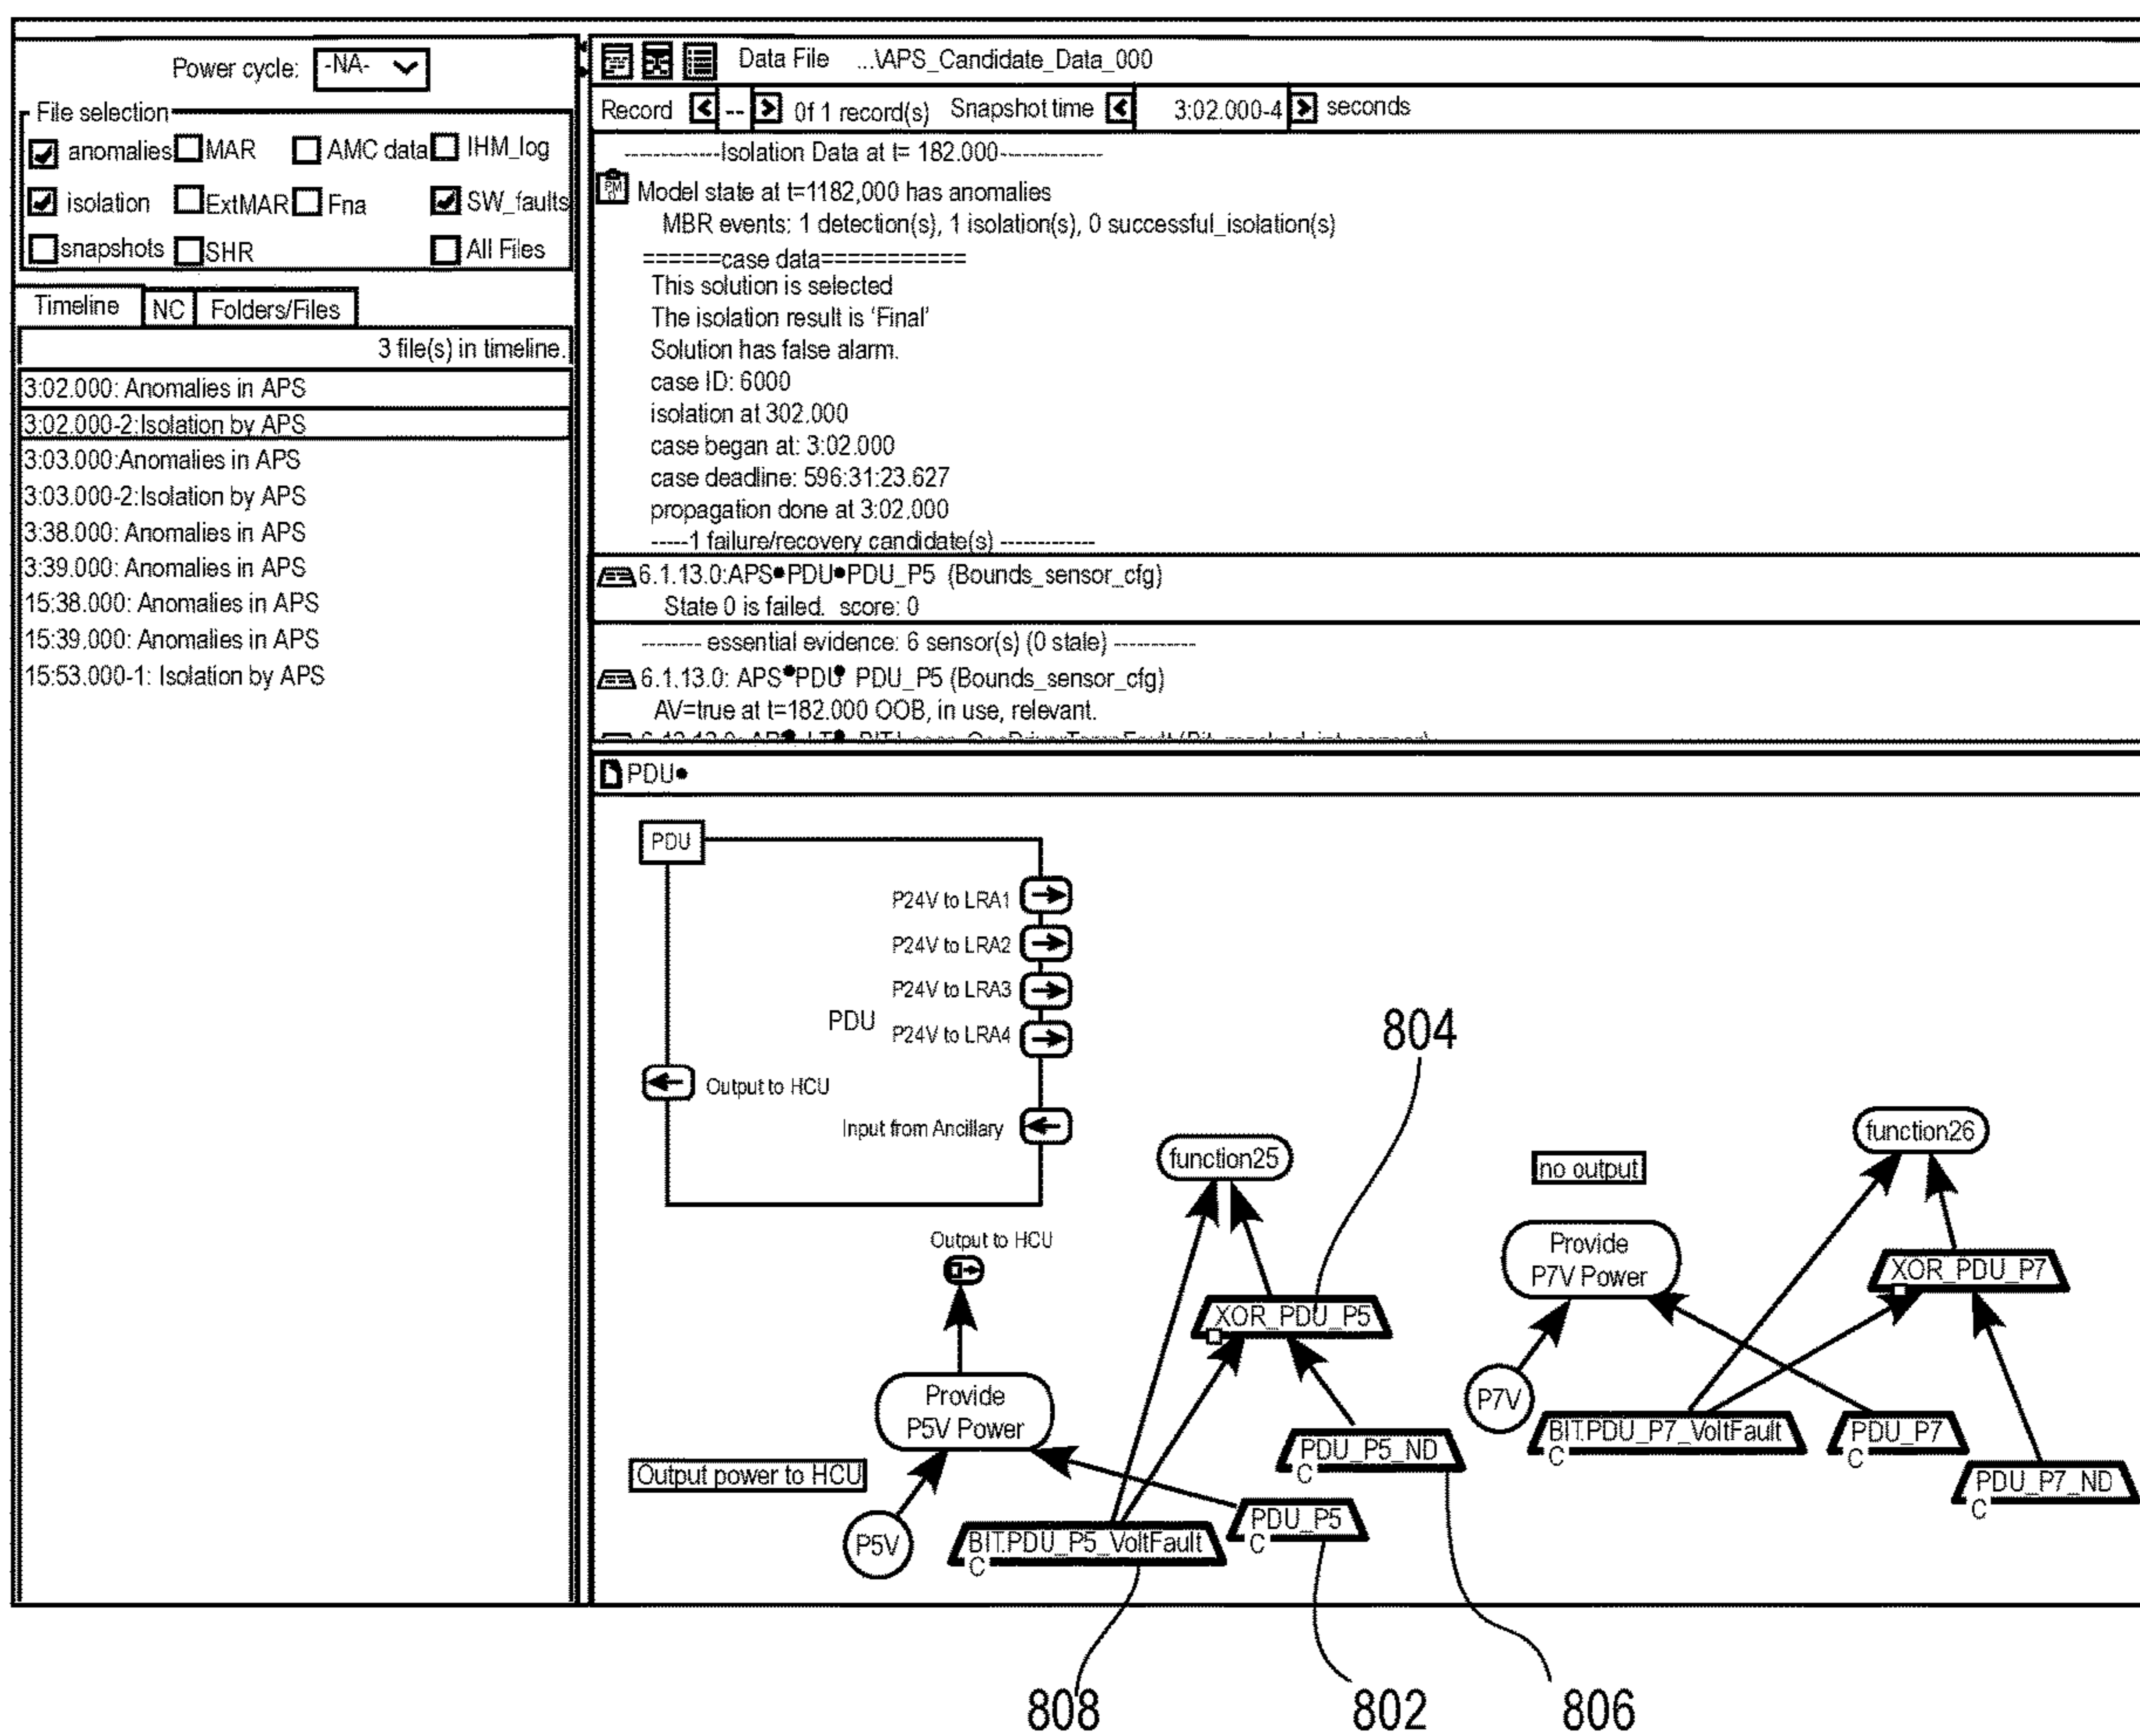 Power cycle: -NA-
File selection
anomalies MAR AMC data IHM_log
isolation ExtMAR Fna SW_faults
snapshots SHR All Files
Timeline NC Folders/Files
3 file(s) in timeline.
3:02.000: Anomalies in APS
3:02.000-2:Isolation by APS
3:03.000:Anomalies in APS
3:03.000-2:Isolation by APS
3:38.000: Anomalies in APS
3:39.000: Anomalies in APS
15:38.000: Anomalies in APS
15:39.000: Anomalies in APS
15:53.000-1: Isolation by APS
Data File ...\APS_Candidate_Data_000
Record -- 0f 1 record(s) Snapshot time 3:02.000-4 seconds
------------Isolation Data at t= 182.000-------------
Model state at t=1182,000 has anomalies
MBR events: 1 detection(s), 1 isolation(s), 0 successful_isolation(s)
======case data===========
This solution is selected
The isolation result is ‘Final’
Solution has false alarm.
case ID: 6000
isolation at 302.000
case began at: 3:02.000
case deadline: 596:31:23.627
propagation done at 3:02.000
-----1 failure/recovery candidate(s) -------------
6.1.13.0:APS•PDU•PDU_P5 (Bounds_sensor_cfg)
State 0 is failed. score: 0
-------- essential evidence: 6 sensor(s) (0 stale) -----------
6.1.13.0: APS•PDU• PDU_P5 (Bounds_sensor_cfg)
AV=true at t=182.000 OOB, in use, relevant.
PDU•
PDU
P24V to LRA1
P24V to LRA2
P24V to LRA3
PDU
P24V to LRA4
Output to HCU
Input from Ancillary
804
function25
function26
no output
Output to HCU
Provide
P7V Power
XOR_PDU_P7
XOR_PDU_P5
Provide
P5V Power
P7V
BIT.PDU_P7_VoltFault
C
PDU_P7
C
PDU_P5_ND
C
PDU_P7_ND
C
Output power to HCU
P5V
BIT.PDU_P5_VoltFault
C
PDU_P5
C
808
802
806